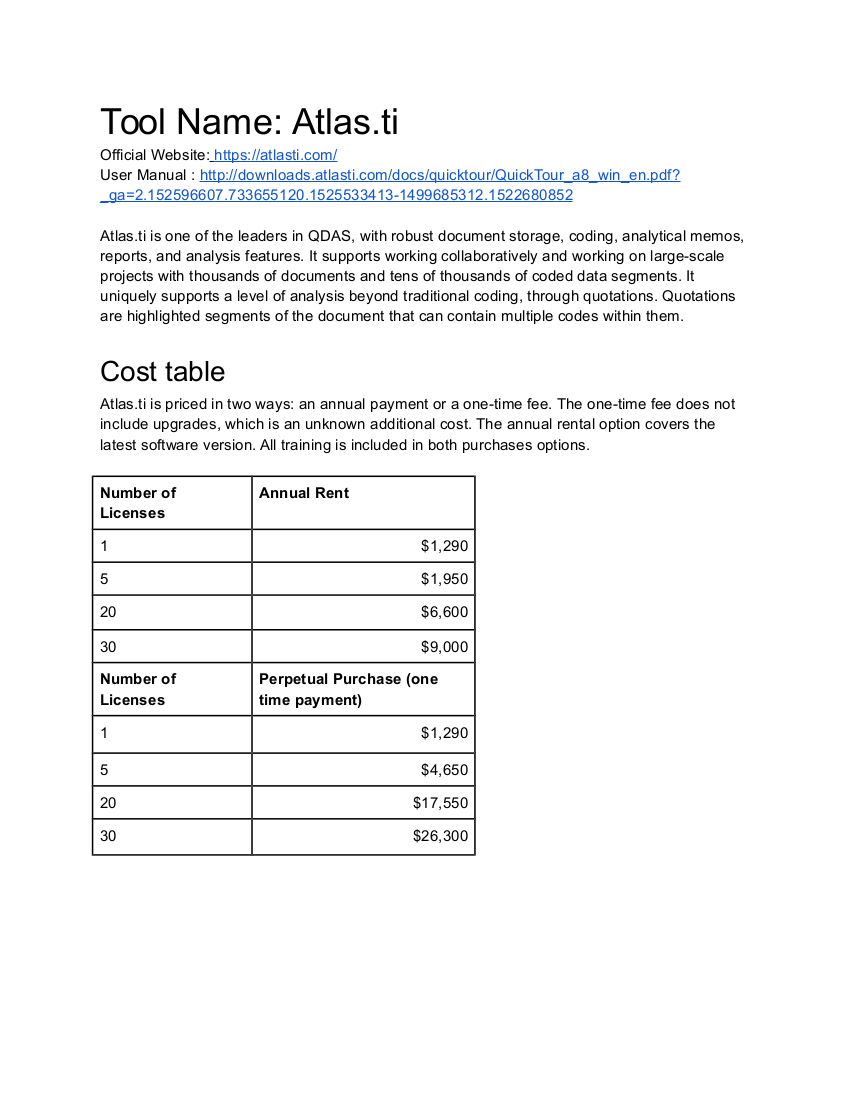 Tool Name: Atlas.ti
Official Website: https://atlasti.com/
User Manual : http://downloads.atlasti.com/docs/quicktour/QuickTour_a8_win_en.pdf?
_ga=2.152596607.733655120.1525533413-1499685312.1522680852
Atlas.ti is one of the leaders in QDAS, with robust document storage, coding, analytical memos,
reports, and analysis features. It supports working collaboratively and working on large-scale
projects with thousands of documents and tens of thousands of coded data segments. It
uniquely supports a level of analysis beyond traditional coding, through quotations. Quotations
are highlighted segments of the document that can contain multiple codes within them.
Cost table
Atlas.ti is priced in two ways: an annual payment or a one-time fee. The one-time fee does not
include upgrades, which is an unknown additional cost. The annual rental option covers the
latest software version. All training is included in both purchases options.
Number of Annual Rent
Licenses
1 $1,290
5 $1,950
20 $6,600
30 $9,000
Number of Perpetual Purchase (one
Licenses time payment)
1 $1,290
5 $4,650
20 $17,550
30 $26,300